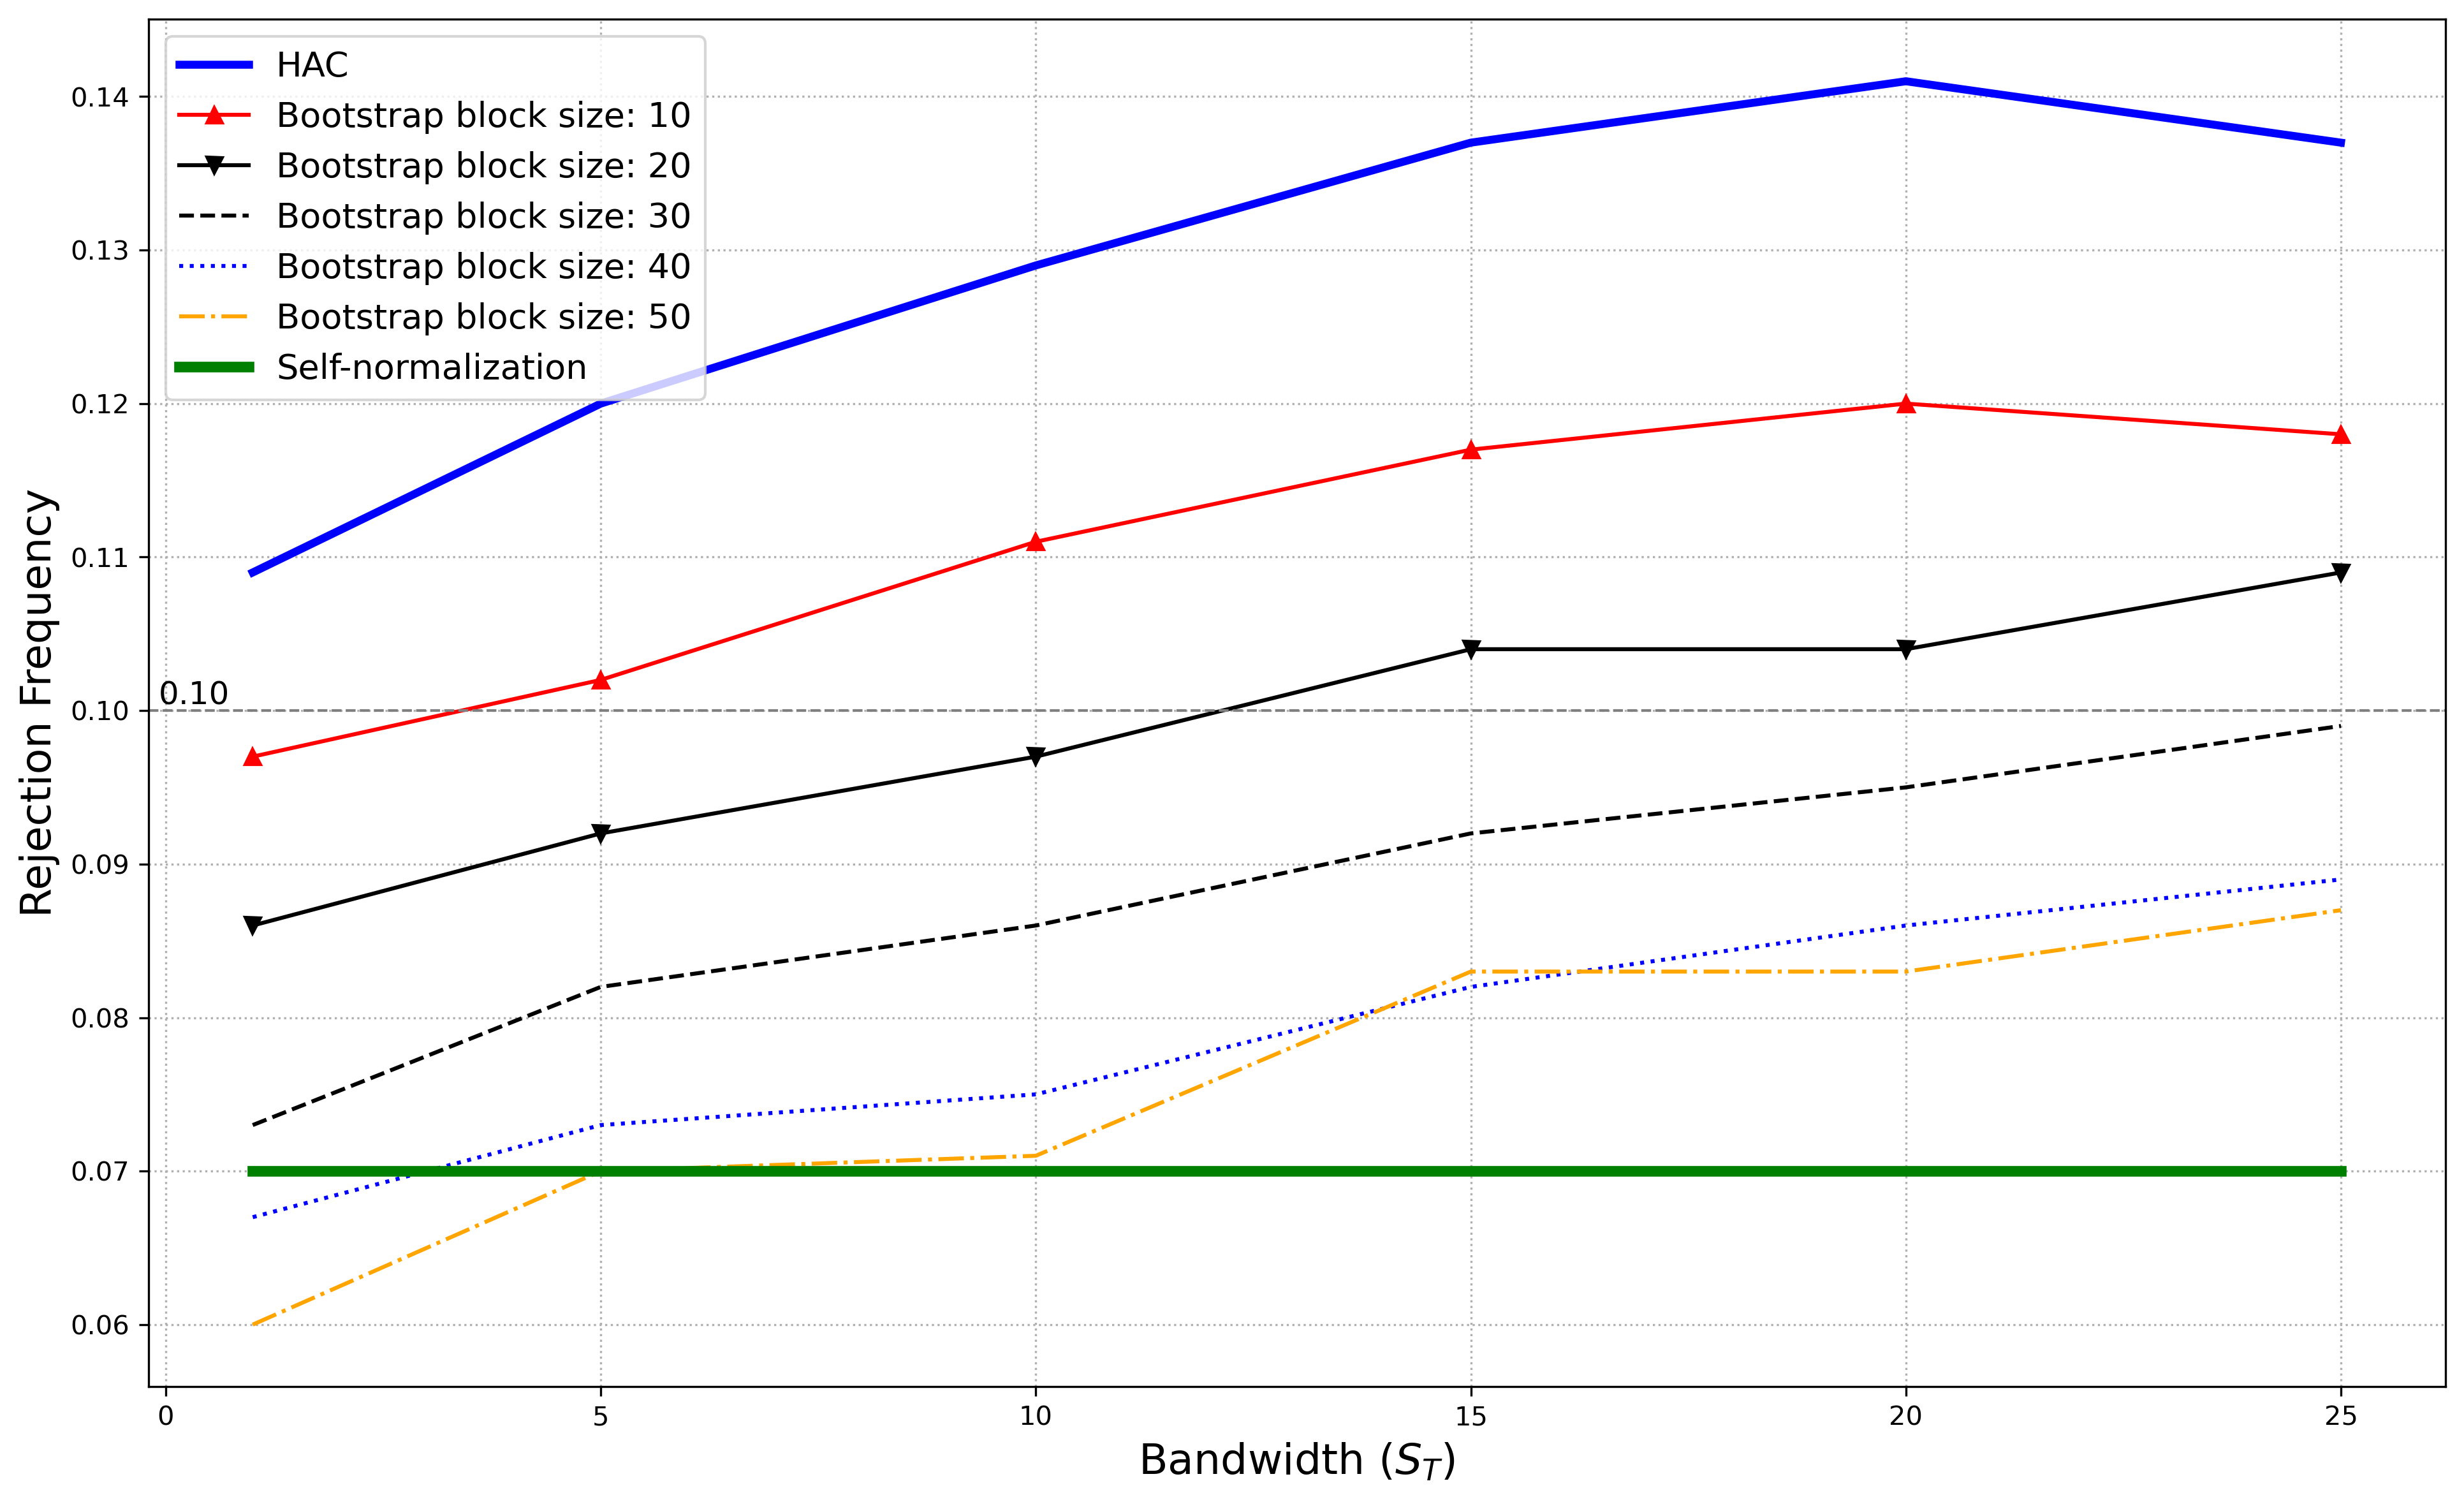 HAC
Bootstrap block size: 10
Bootstrap block size: 20
Bootstrap block size: 30
Bootstrap block size: 40
Bootstrap block size: 50
Self-normalization
0.14
0.13
0.12
0.11
0.10
0.10
0.09
0.08
0.07
0.06
Rejection Frequency
0 5 10 15 20 25
Bandwidth (S_T)